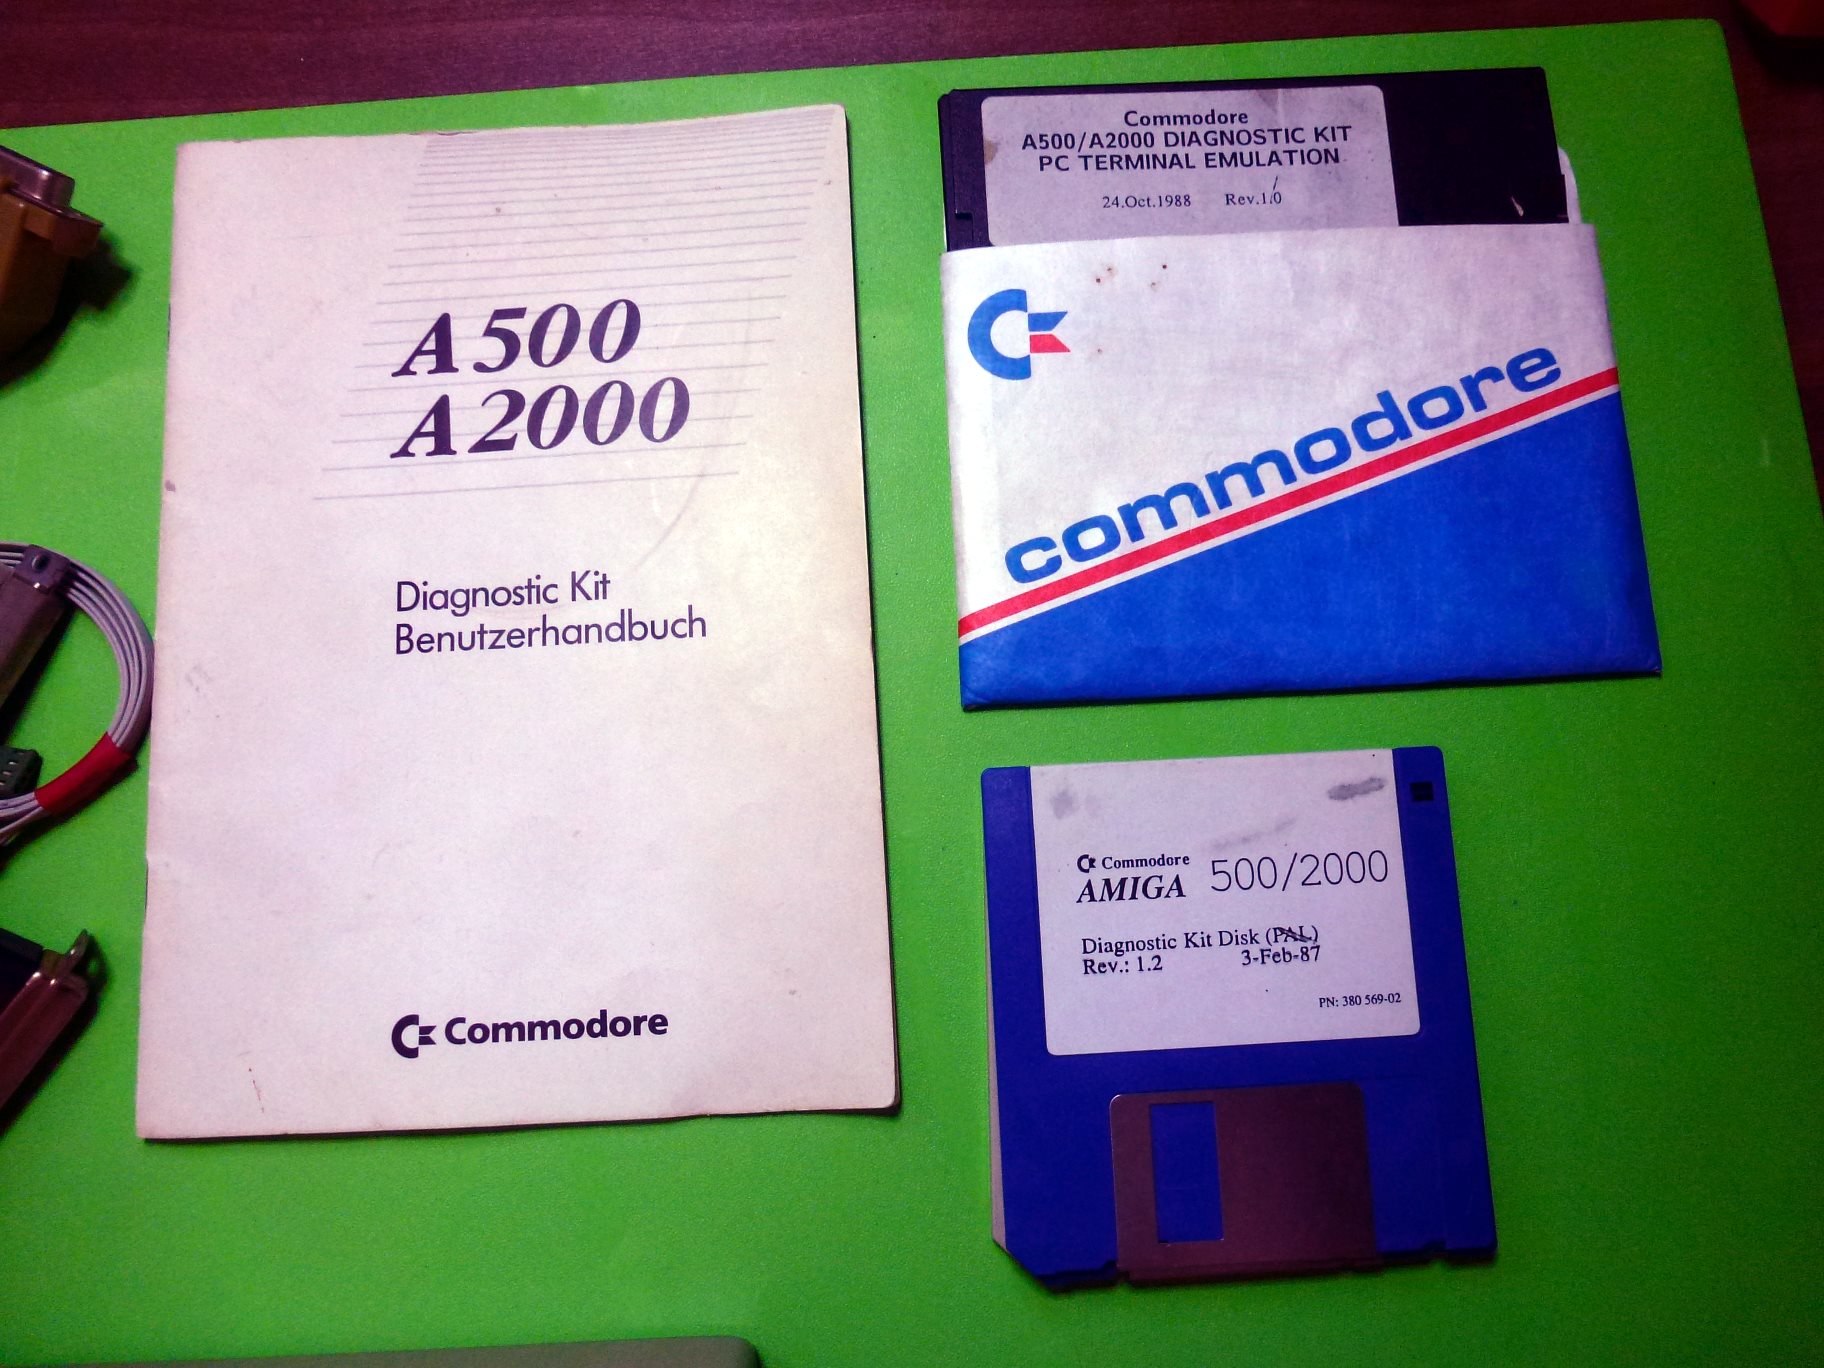 A500
A2000
Diagnostic Kit
Benutzerhandbuch
Commodore
Commodore
A500/A2000 DIAGNOSTIC KIT
PC TERMINAL EMULATION
24.Oct.1988 Rev.1.0
commodore
Commodore
AMIGA 500/2000
Diagnostic Kit Disk (PAL)
Rev.: 1.2 3-Feb-87
PN: 380 569-02